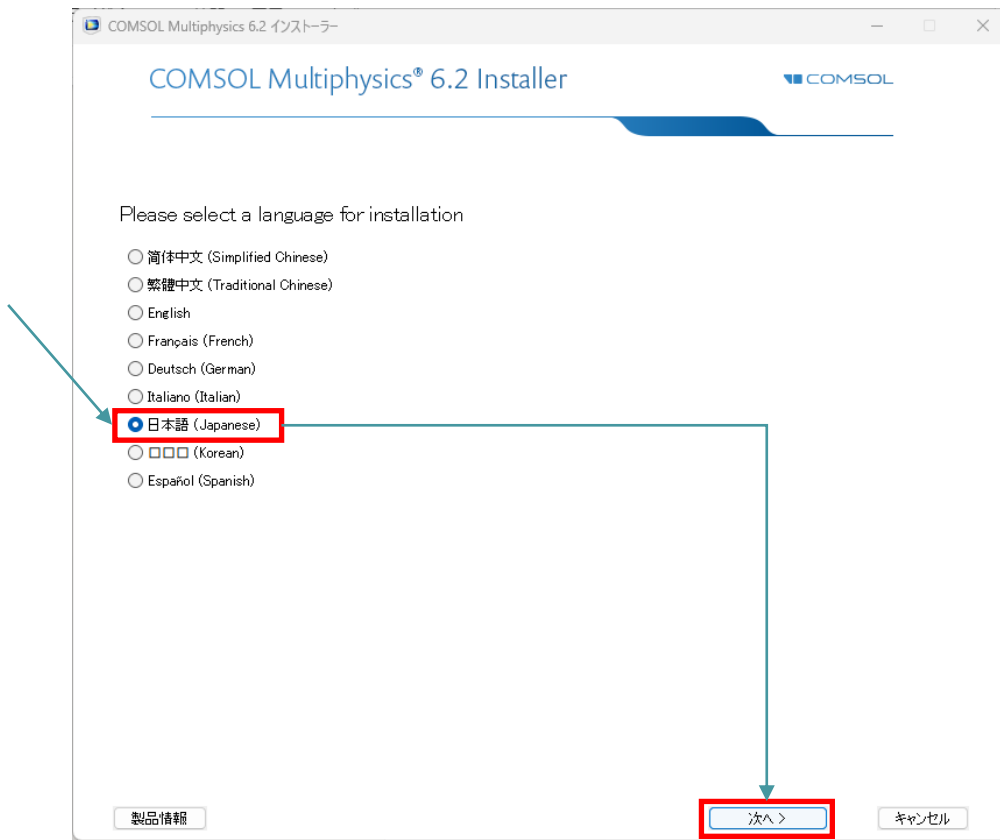 COMSOL Multiphysics 6.2 インストーラー
COMSOL Multiphysics® 6.2 Installer
COMSOL
Please select a language for installation
简体中文 (Simplified Chinese)
繁體中文 (Traditional Chinese)
English
Français (French)
Deutsch (German)
Italiano (Italian)
日本語 (Japanese)
□□□ (Korean)
Español (Spanish)
製品情報
次へ >
キャンセル